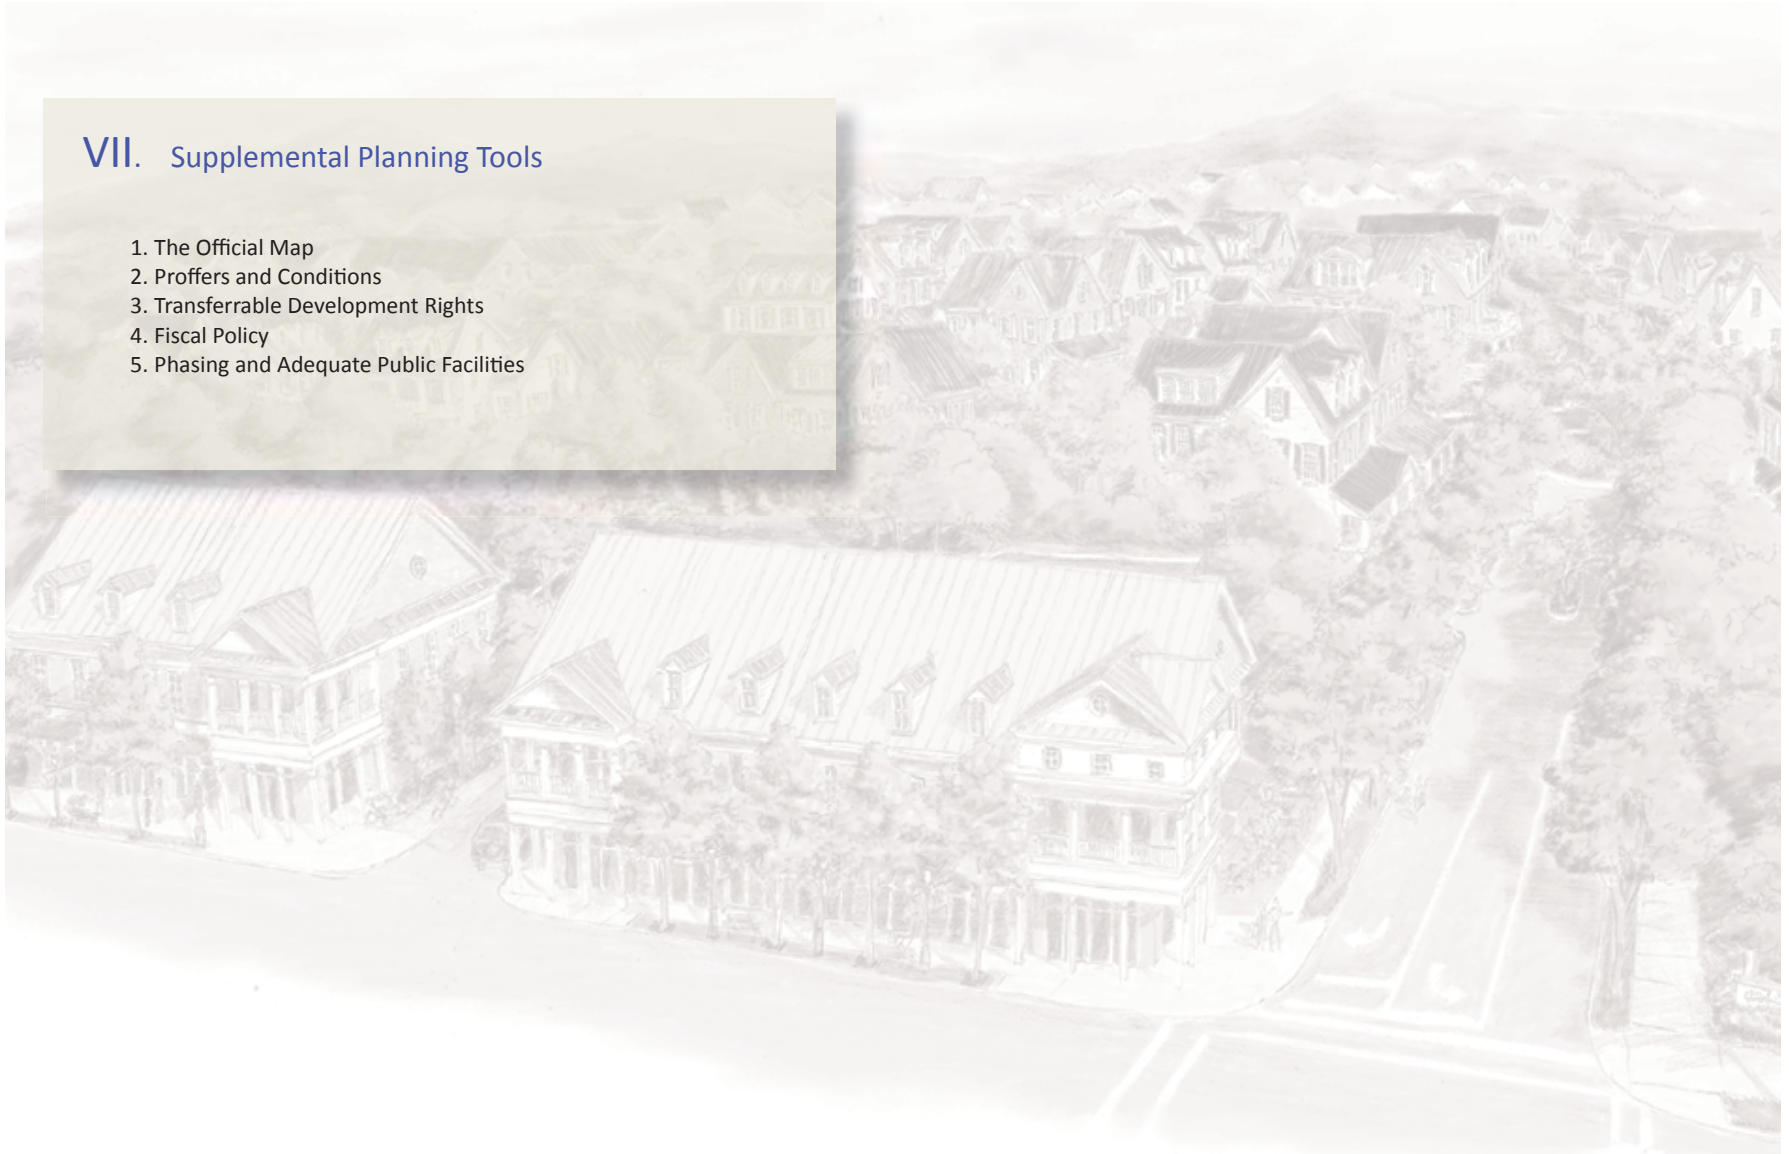 VII. Supplemental Planning Tools
1. The Official Map
2. Proffers and Conditions
3. Transferrable Development Rights
4. Fiscal Policy
5. Phasing and Adequate Public Facilities